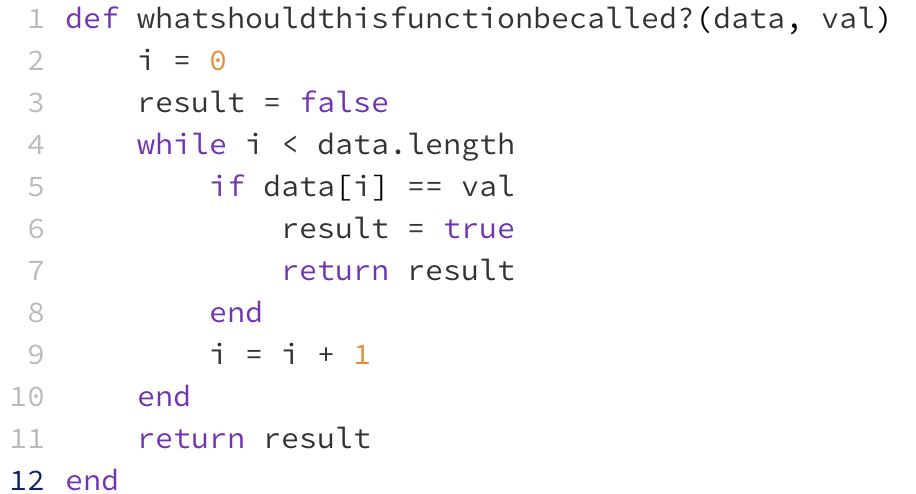 1 def whatshouldthisfunctionbecalled?(data, val)
2     i = 0
3     result = false
4     while i < data.length
5         if data[i] == val
6             result = true
7             return result
8         end
9         i = i + 1
10     end
11     return result
12 end